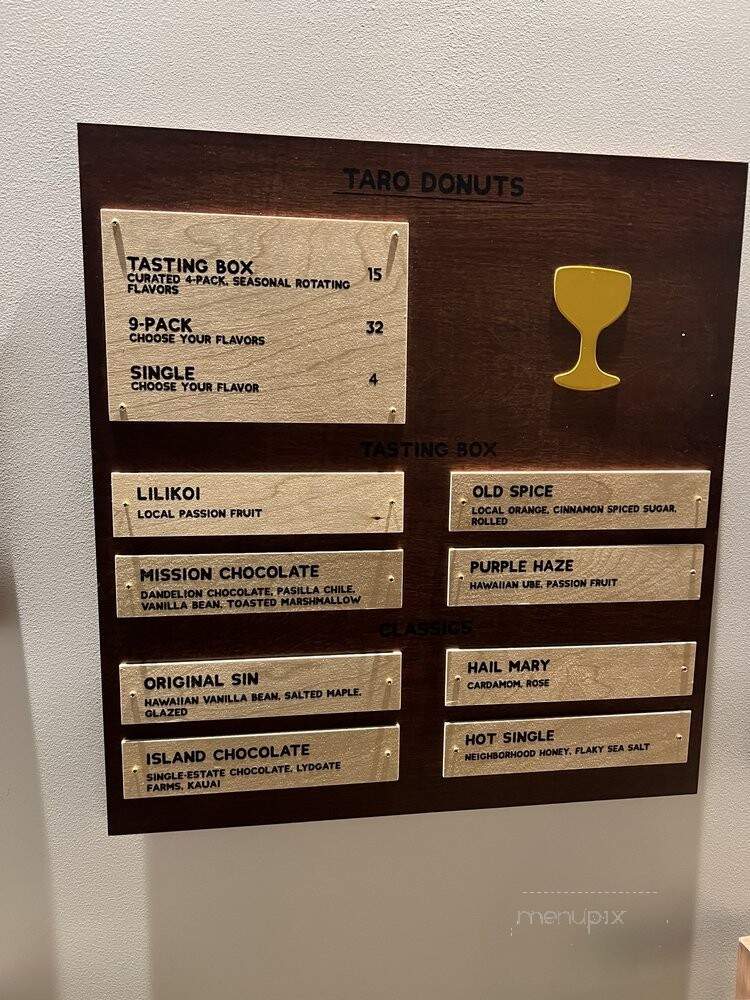 TARO DONUTS
TASTING BOX 15
CURATED 4-PACK, SEASONAL ROTATING
FLAVORS
9-PACK 32
CHOOSE YOUR FLAVORS
SINGLE 4
CHOOSE YOUR FLAVOR
TASTING BOX
LILIKOI
LOCAL PASSION FRUIT
OLD SPICE
LOCAL ORANGE, CINNAMON SPICED SUGAR,
ROLLED
MISSION CHOCOLATE
DANDELION CHOCOLATE, PASILLA CHILE,
VANILLA BEAN, TOASTED MARSHMALLOW
PURPLE HAZE
HAWAIIAN UBE, PASSION FRUIT
CLASSICS
ORIGINAL SIN
HAWAIIAN VANILLA BEAN, SALTED MAPLE,
GLAZED
HAIL MARY
CARDAMOM, ROSE
ISLAND CHOCOLATE
SINGLE-ESTATE CHOCOLATE, LYDGATE
FARMS, KAUAI
HOT SINGLE
NEIGHBORHOOD HONEY, FLAKY SEA SALT
menupix